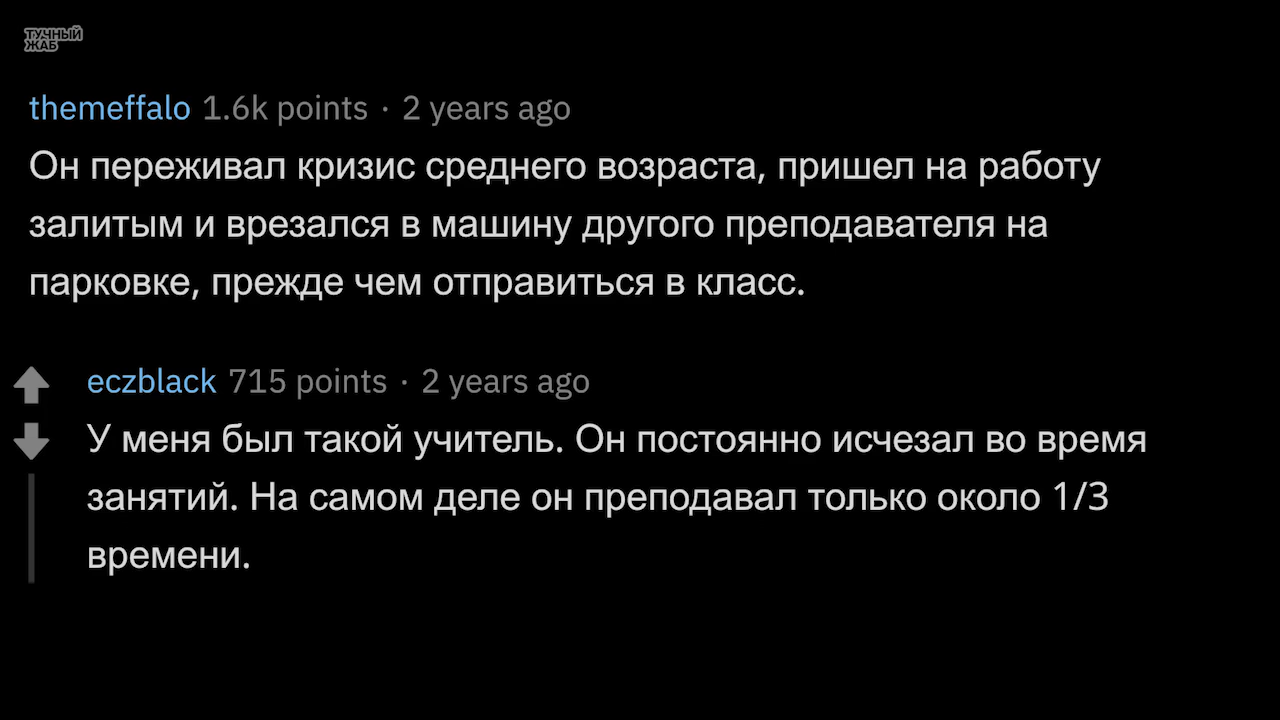 ТУЧНЫЙ
ЖАБ
themeffalo 1.6k points · 2 years ago
Он переживал кризис среднего возраста, пришел на работу
залитым и врезался в машину другого преподавателя на
парковке, прежде чем отправиться в класс.
eczblack 715 points · 2 years ago
У меня был такой учитель. Он постоянно исчезал во время
занятий. На самом деле он преподавал только около 1/3
времени.